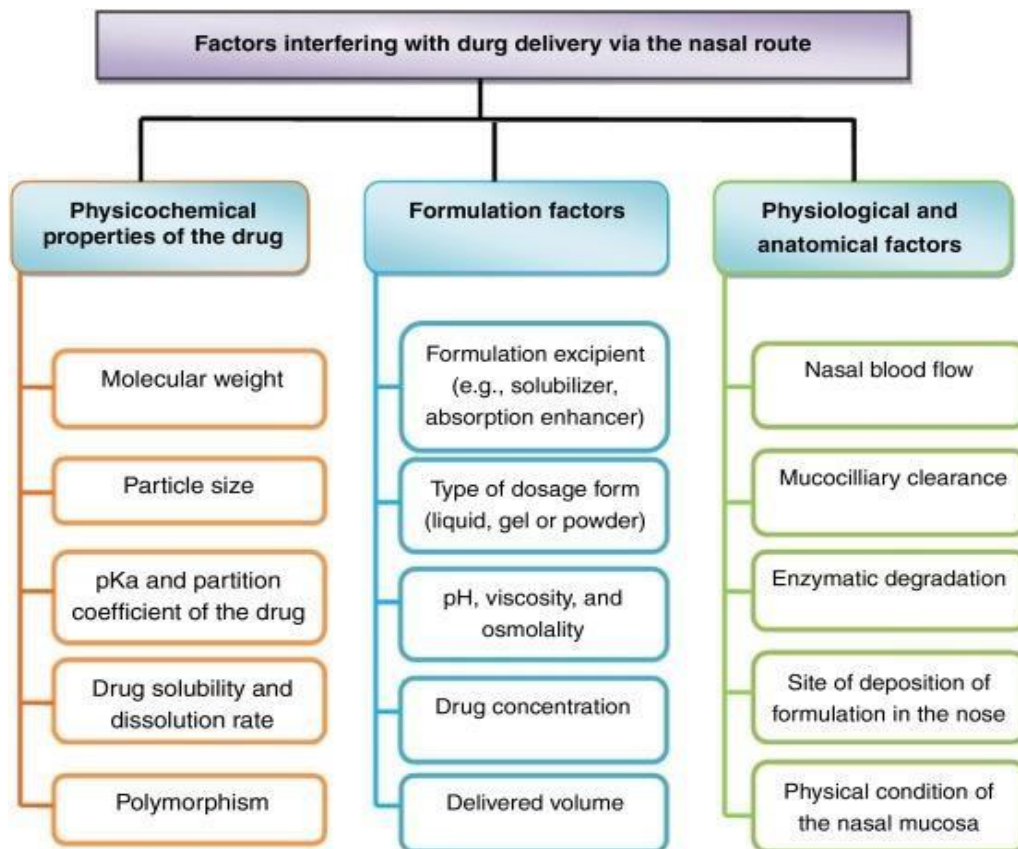 Factors interfering with durg delivery via the nasal route
Physicochemical
properties of the drug
Molecular weight
Particle size
pKa and partition
coefficient of the drug
Drug solubility and
dissolution rate
Polymorphism
Formulation factors
Formulation excipient
(e.g., solubilizer,
absorption enhancer)
Type of dosage form
(liquid, gel or powder)
pH, viscosity, and
osmolality
Drug concentration
Delivered volume
Physiological and
anatomical factors
Nasal blood flow
Mucocilliary clearance
Enzymatic degradation
Site of deposition of
formulation in the nose
Physical condition of
the nasal mucosa